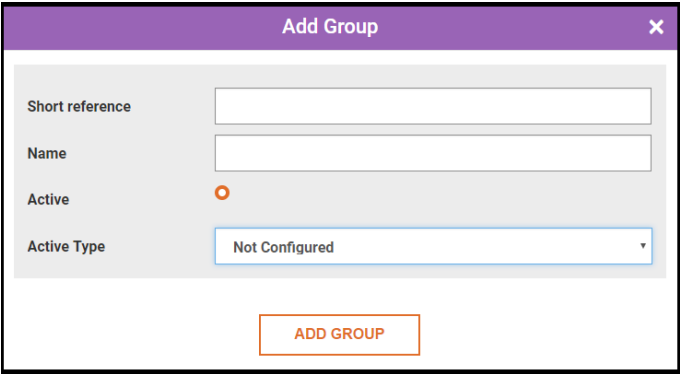 Add Group
Short reference
Name
Active
Active Type Not Configured
ADD GROUP